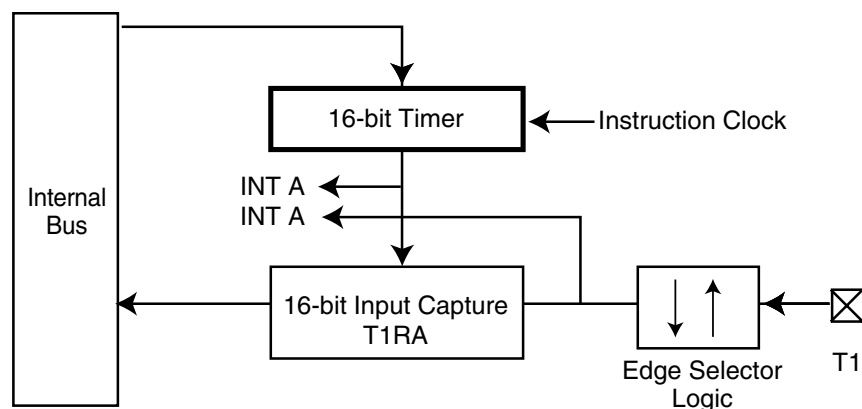 16-bit Timer
Instruction Clock
INT A
INT A
Internal
Bus
16-bit Input Capture
T1RA
Edge Selector
Logic
T1